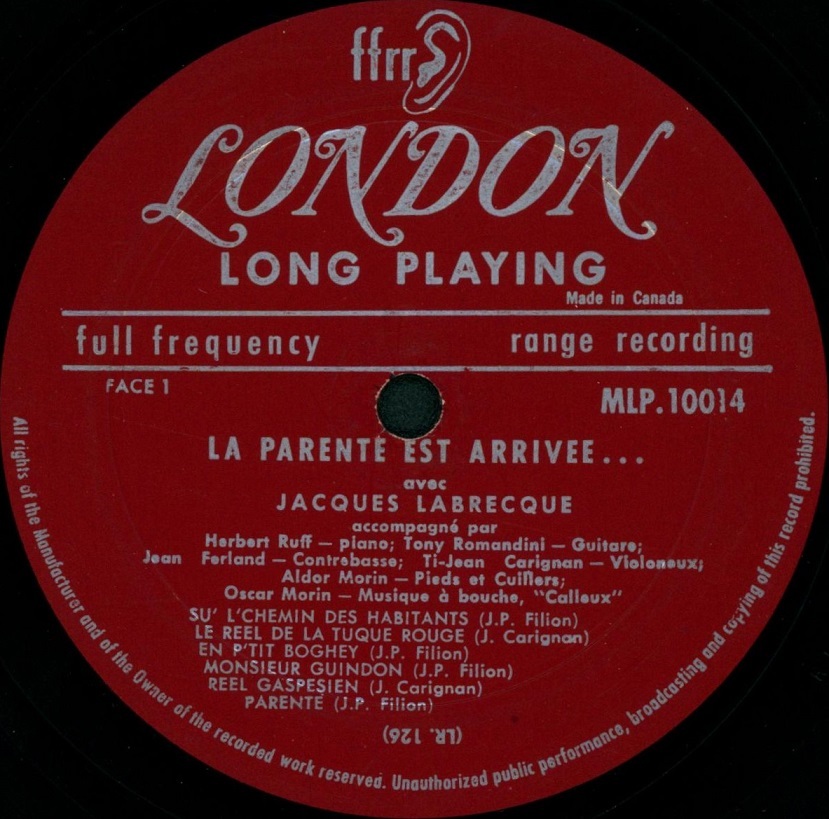 ffrr
LONDON
LONG PLAYING
Made in Canada
full frequency range recording
FACE 1
MLP.10014
LA PARENTE EST ARRIVEE...
avec
JACQUES LABRECQUE
accompagné par
Herbert Ruff — piano; Tony Romandini — Guitare;
Jean Ferland — Contrebasse; Ti-Jean Carignan — Violoneux;
Aldor Morin — Pieds et Cuillers;
Oscar Morin — Musique à bouche, "Calleux"
SU' L'CHEMIN DES HABITANTS (J.P. Filion)
LE REEL DE LA TUQUE ROUGE (J. Carignan)
EN P'TIT BOGHEY (J.P. Filion)
MONSIEUR GUINDON (J.P. Filion)
REEL GASPESIEN (J. Carignan)
PARENTE (J.P. Filion)
(LR. 126)
All rights of the Manufacturer and of the Owner of the recorded work reserved. Unauthorized public performance, broadcasting and copying of this record prohibited.